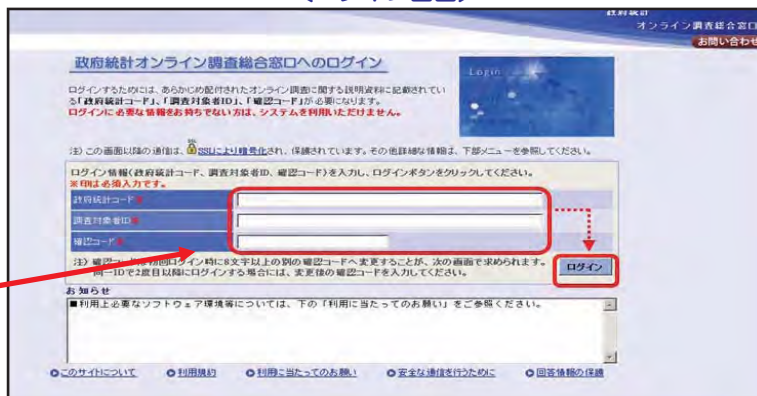 政府統計
オンライン調査総合窓口
お問い合わせ
政府統計オンライン調査総合窓口へのログイン
Login
ログインするためには、あらかじめ配付されたオンライン調査に関する説明資料に記載されてい
る「政府統計コード」、「調査対象者ID」、「確認コード」が必要になります。
ログインに必要な情報をお持ちでない方は、システムを利用いただけません。
注）この画面以降の通信は、SSLにより暗号化され、保護されています。その他詳細な情報は、下部メニューを参照してください。
ログイン情報(政府統計コード、調査対象者ID、確認コード)を入力し、ログインボタンをクリックしてください。
※印は必須入力です。
政府統計コード※
調査対象者ID※
確認コード※
注）確認コードは初回ログイン時に8文字以上の別の確認コードへ変更することが、次の画面で求められます。
同一IDで2度目以降にログインする場合には、変更後の確認コードを入力してください。
ログイン
お知らせ
■利用上必要なソフトウェア環境等については、下の「利用に当たってのお願い」をご参照ください。
このサイトについて 利用規約 利用に当たってのお願い 安全な通信を行うために 回答情報の保護